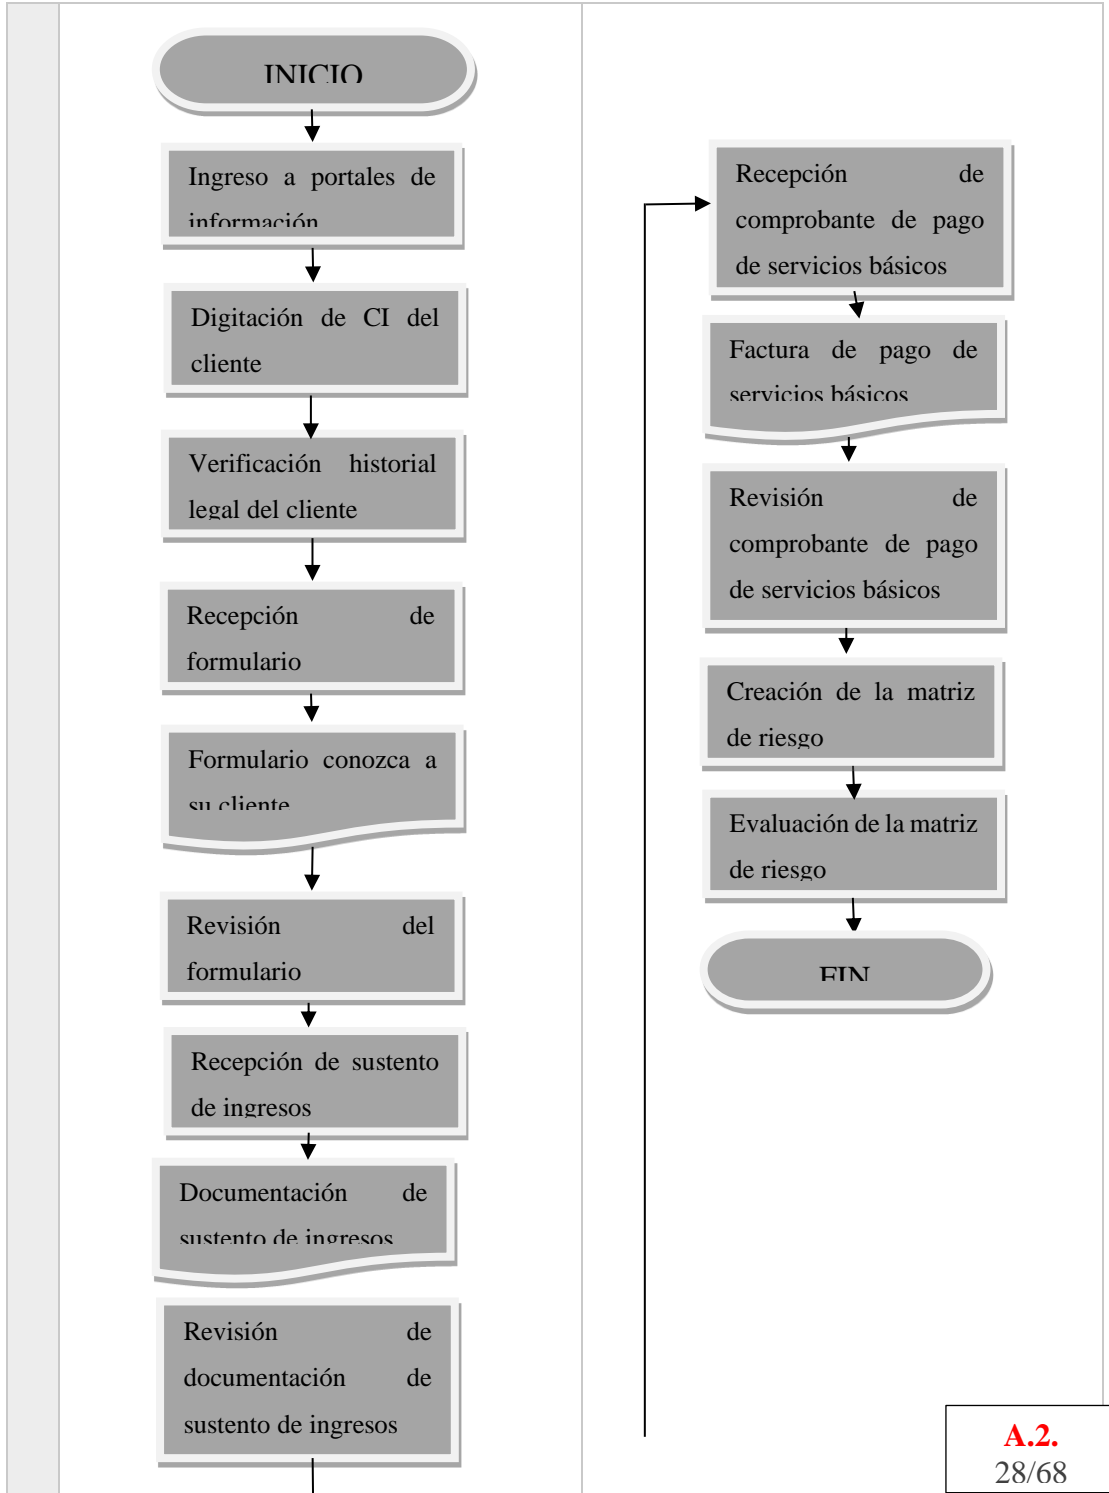 INICIO
Ingreso a portales de
información
Digitación de CI del
cliente
Verificación historial
legal del cliente
Recepción de
formulario
Formulario conozca a
su cliente
Revisión del
formulario
Recepción de sustento
de ingresos
Documentación de
sustento de ingresos
Revisión de
documentación de
sustento de ingresos
Recepción de
comprobante de pago
de servicios básicos
Factura de pago de
servicios básicos
Revisión de
comprobante de pago
de servicios básicos
Creación de la matriz
de riesgo
Evaluación de la matriz
de riesgo
FIN
A.2.
28/68